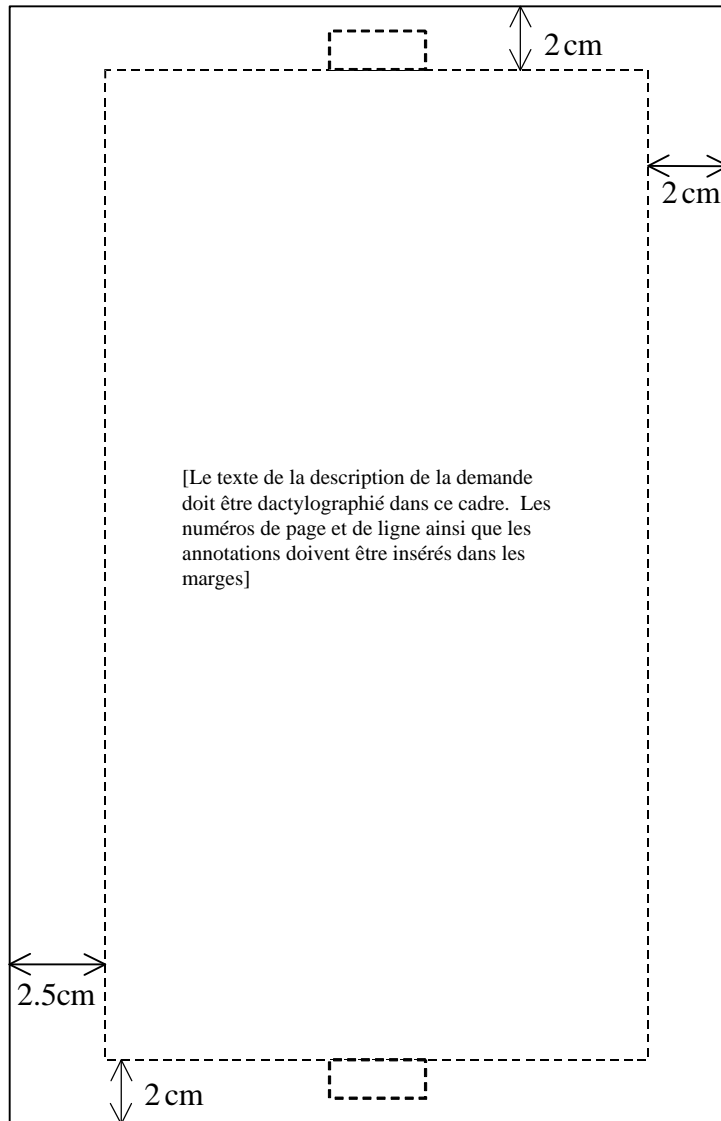 2 cm
2 cm
[Le texte de la description de la demande
doit être dactylographié dans ce cadre.  Les
numéros de page et de ligne ainsi que les
annotations doivent être insérés dans les
marges]
2.5cm
2 cm